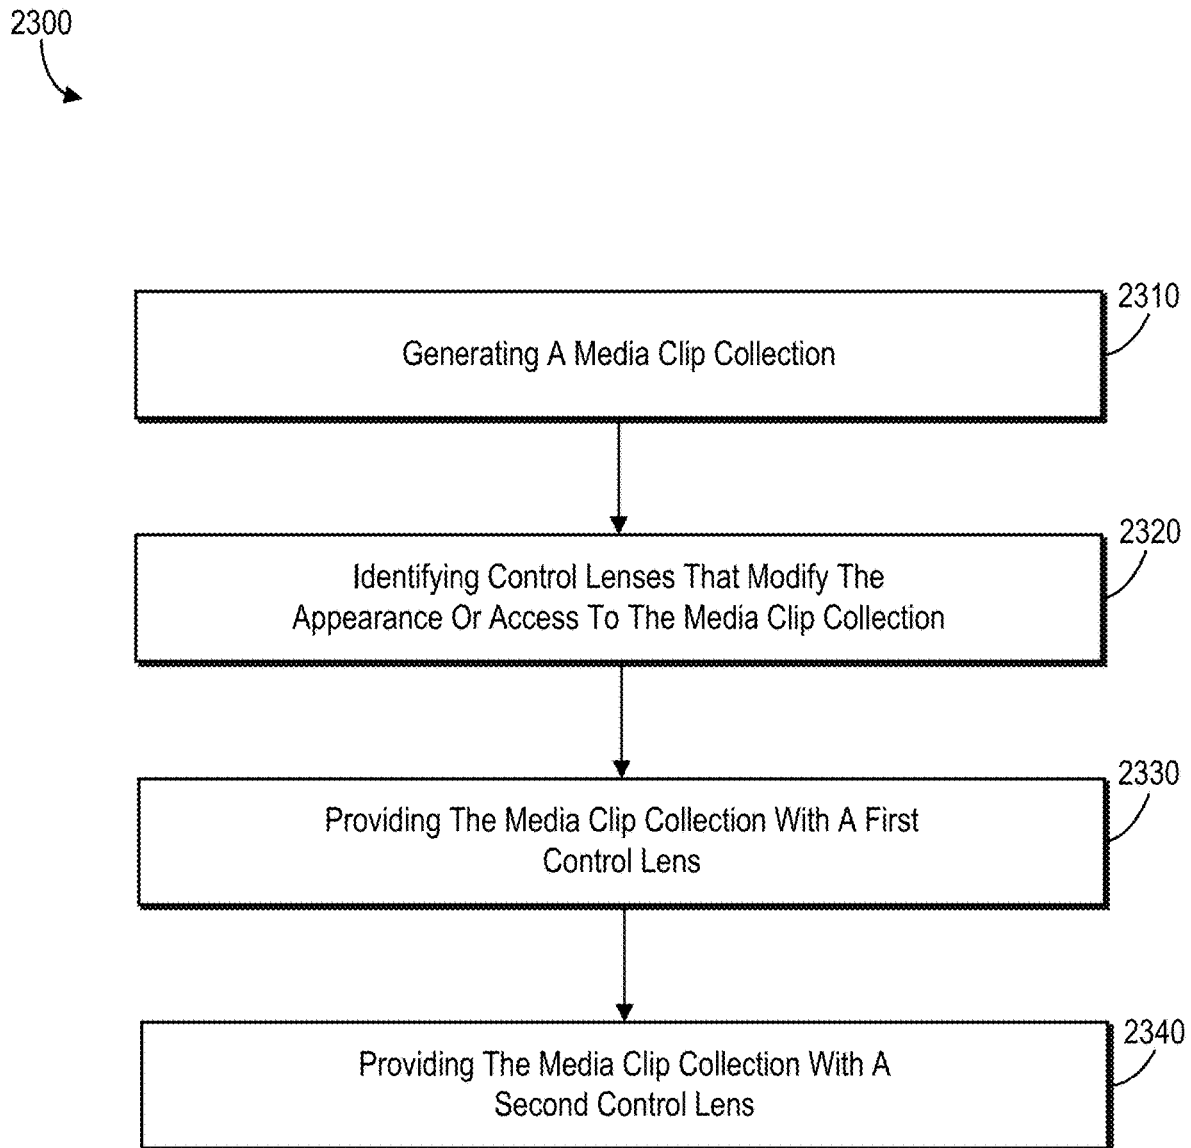 2300
2310
Generating A Media Clip Collection
2320
Identifying Control Lenses That Modify The
Appearance Or Access To The Media Clip Collection
2330
Providing The Media Clip Collection With A First
Control Lens
2340
Providing The Media Clip Collection With A
Second Control Lens